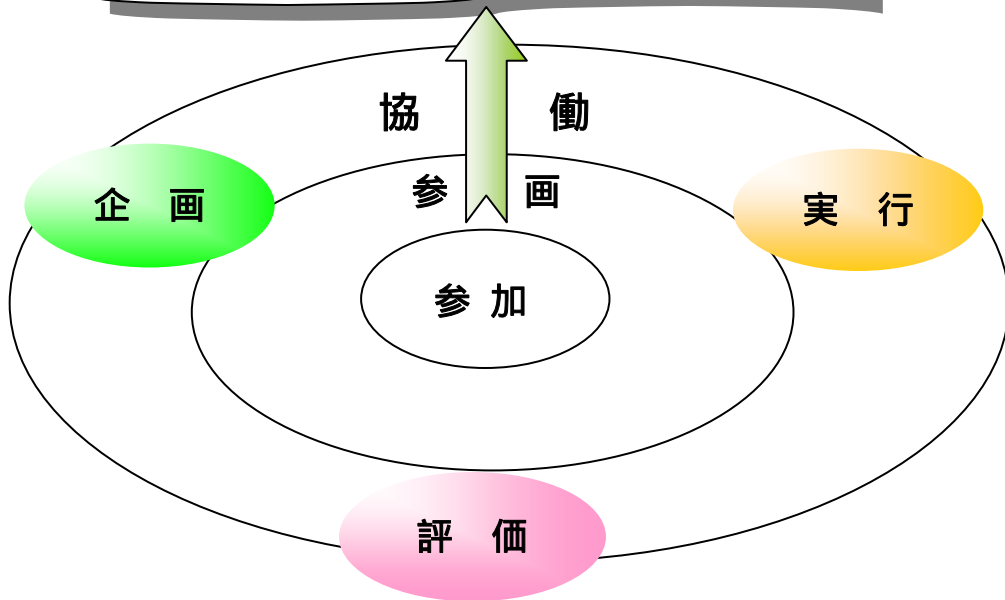 協 働
参 画
企 画
実 行
参 加
評 価